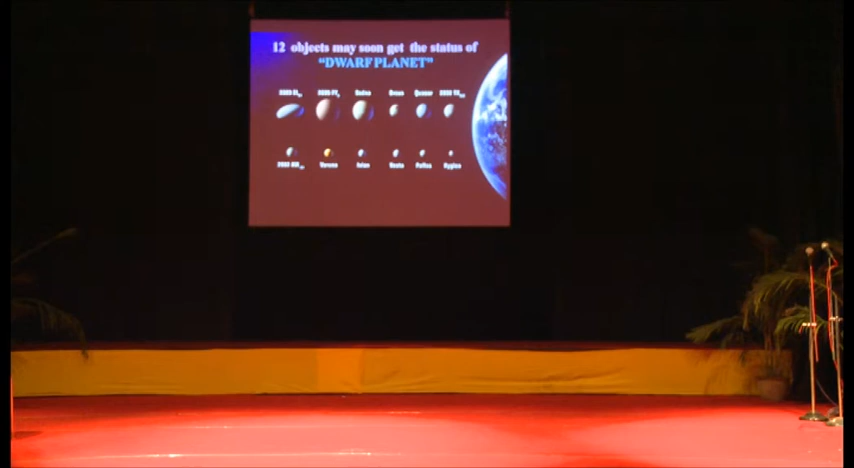 12 objects may soon get the status of
"DWARF PLANET"
Sedna Orcus Quaoar
Varuna Ixion Vesta Pallas Hygiea